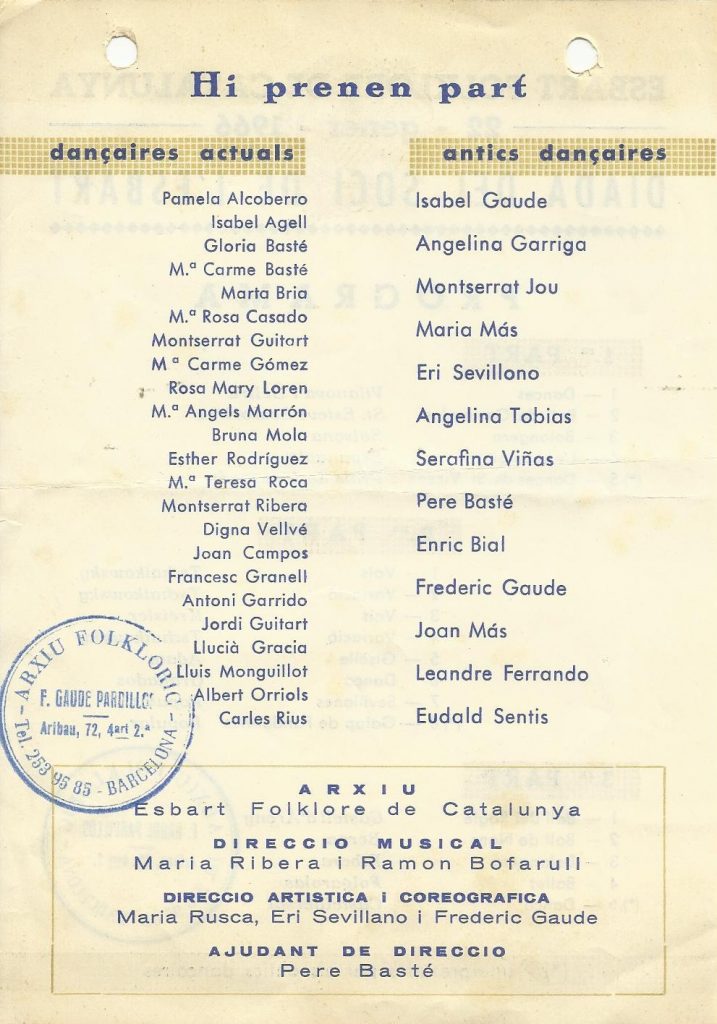 Hi prenen part
dançaires actuals
Pamela Alcoberro
Isabel Agell
Gloria Basté
M.ª Carme Basté
Marta Bria
M.ª Rosa Casado
Montserrat Guitart
M ª Carme Gómez
Rosa Mary Loren
M.ª Angels Marrón
Bruna Mola
Esther Rodríguez
M.ª Teresa Roca
Montserrat Ribera
Digna Vellvé
Joan Campos
Francesc Granell
Antoni Garrido
Jordi Guitart
Llucià Gracia
Lluis Monguillot
Albert Orriols
Carles Rius
antics dançaires
Isabel Gaude
Angelina Garriga
Montserrat Jou
Maria Más
Eri Sevillono
Angelina Tobias
Serafina Viñas
Pere Basté
Enric Bial
Frederic Gaude
Joan Más
Leandre Ferrando
Eudald Sentis
ARXIU FOLKLORIC
F. GAUDE PARDILLOS
Aribau, 72, 4art 2.ª
Tel. 253 95 85 - BARCELONA -
ARXIU
Esbart Folklore de Catalunya
DIRECCIO MUSICAL
Maria Ribera i Ramon Bofarull
DIRECCIO ARTISTICA i COREOGRAFICA
Maria Rusca, Eri Sevillano i Frederic Gaude
AJUDANT DE DIRECCIO
Pere Basté